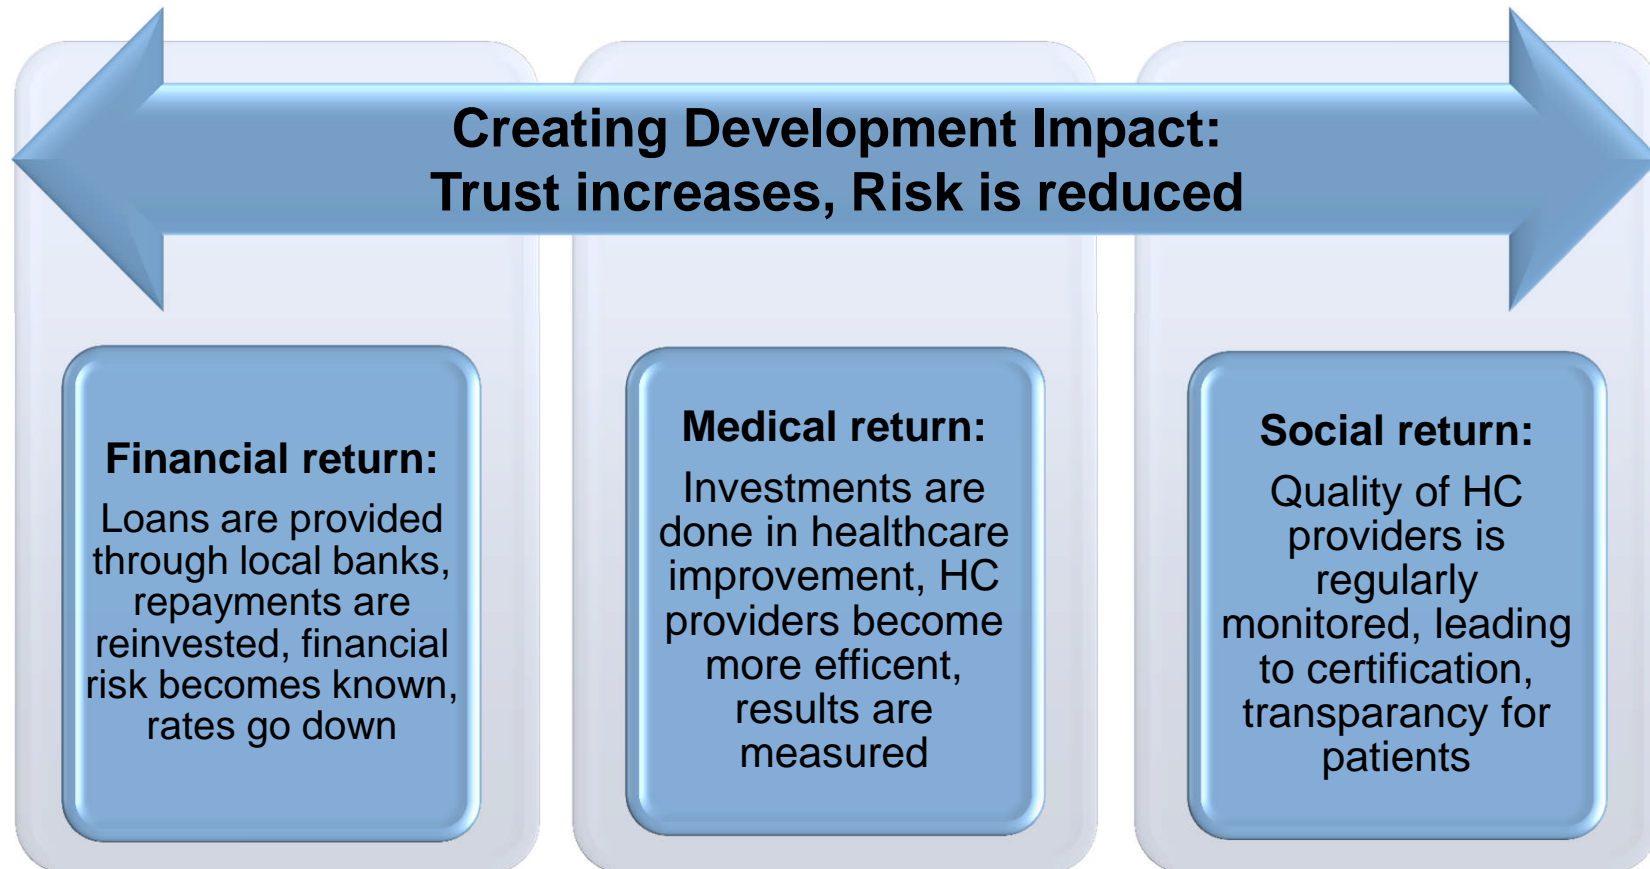 Creating Development Impact:
Trust increases, Risk is reduced
Financial return:
Loans are provided
through local banks,
repayments are
reinvested, financial
risk becomes known,
rates go down
Medical return:
Investments are
done in healthcare
improvement, HC
providers become
more efficent,
results are
measured
Social return:
Quality of HC
providers is
regularly
monitored, leading
to certification,
transparancy for
patients